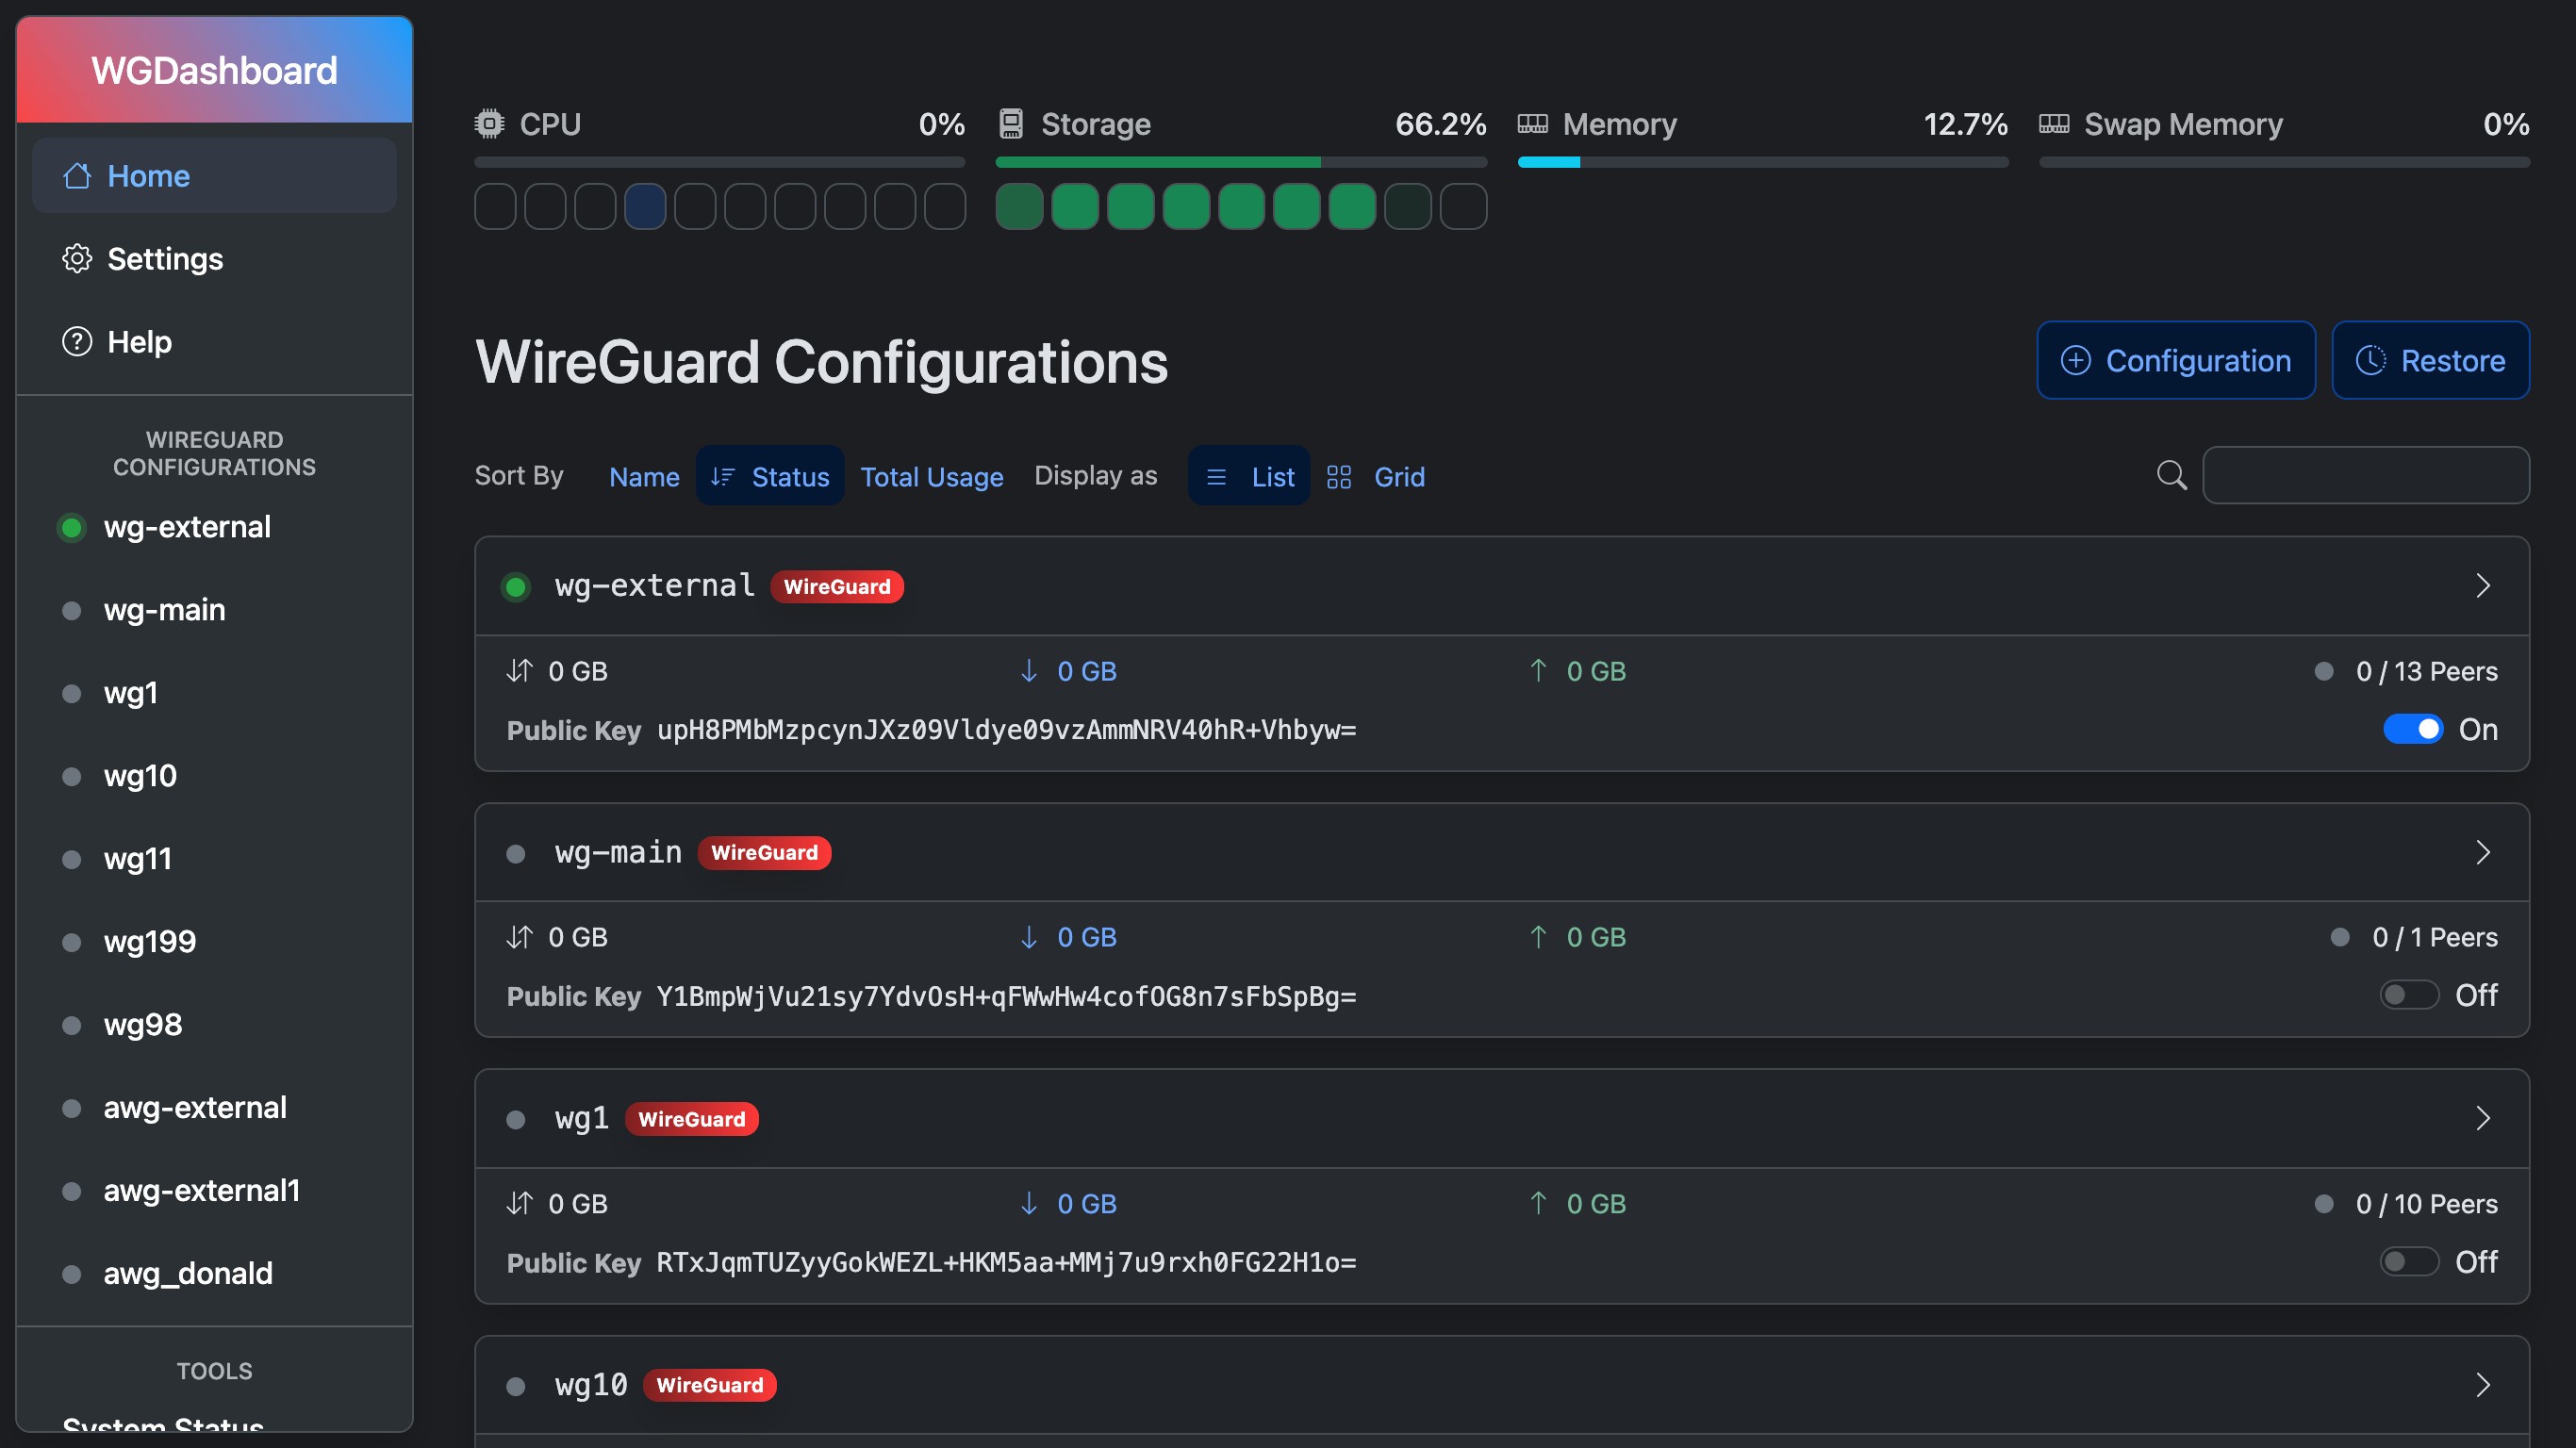 WGDashboard
Home
Settings
Help
WIREGUARD
CONFIGURATIONS
wg-external
wg-main
wg1
wg10
wg11
wg199
wg98
awg-external
awg-external1
awg_donald
TOOLS
System Status
CPU 0%
Storage 66.2%
Memory 12.7%
Swap Memory 0%
WireGuard Configurations
Configuration
Restore
Sort By Name Status Total Usage Display as List Grid
wg-external WireGuard
0 GB 0 GB 0 GB 0 / 13 Peers
Public Key upH8PMbMzpcynJXz09Vldye09vzAmmNRV40hR+Vhbyw= On
wg-main WireGuard
0 GB 0 GB 0 GB 0 / 1 Peers
Public Key Y1BmpWjVu21sy7YdvOsH+qFWwHw4cofOG8n7sFbSpBg= Off
wg1 WireGuard
0 GB 0 GB 0 GB 0 / 10 Peers
Public Key RTxJqmTUZyyGokWEZL+HKM5aa+MMj7u9rxh0FG22H1o= Off
wg10 WireGuard